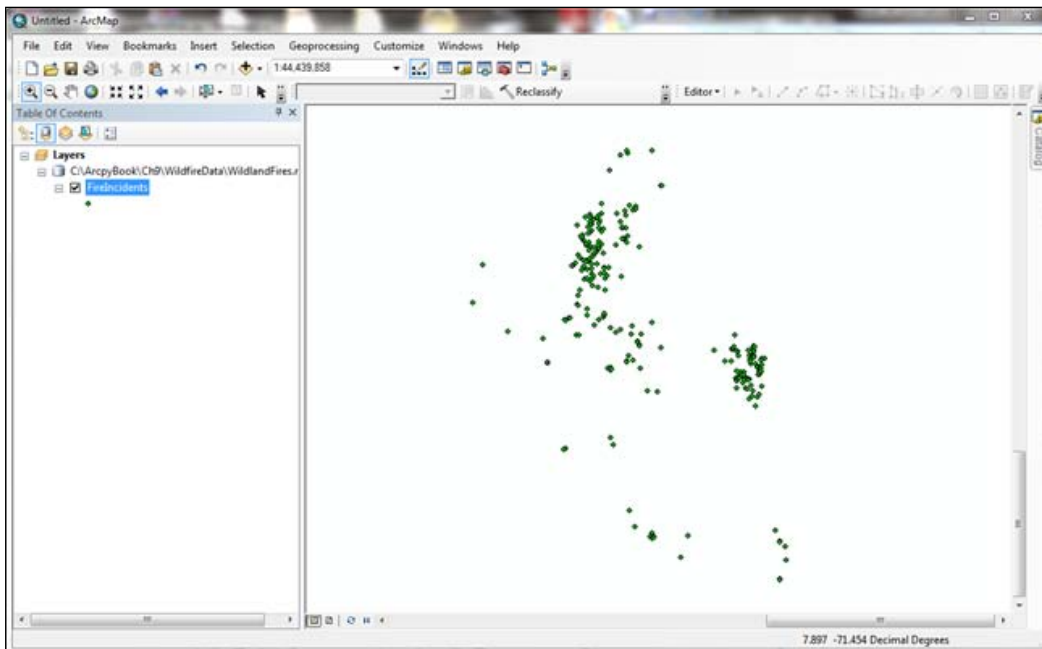 Untitled - ArcMap
File Edit View Bookmarks Insert Selection Geoprocessing Customize Windows Help
1:44,439,858
Reclassify Editor
Table Of Contents
Layers
C:\ArcpyBook\Ch9\WildfireData\WildlandFires.r
FireIncidents
Catalog
7.897 -71.454 Decimal Degrees